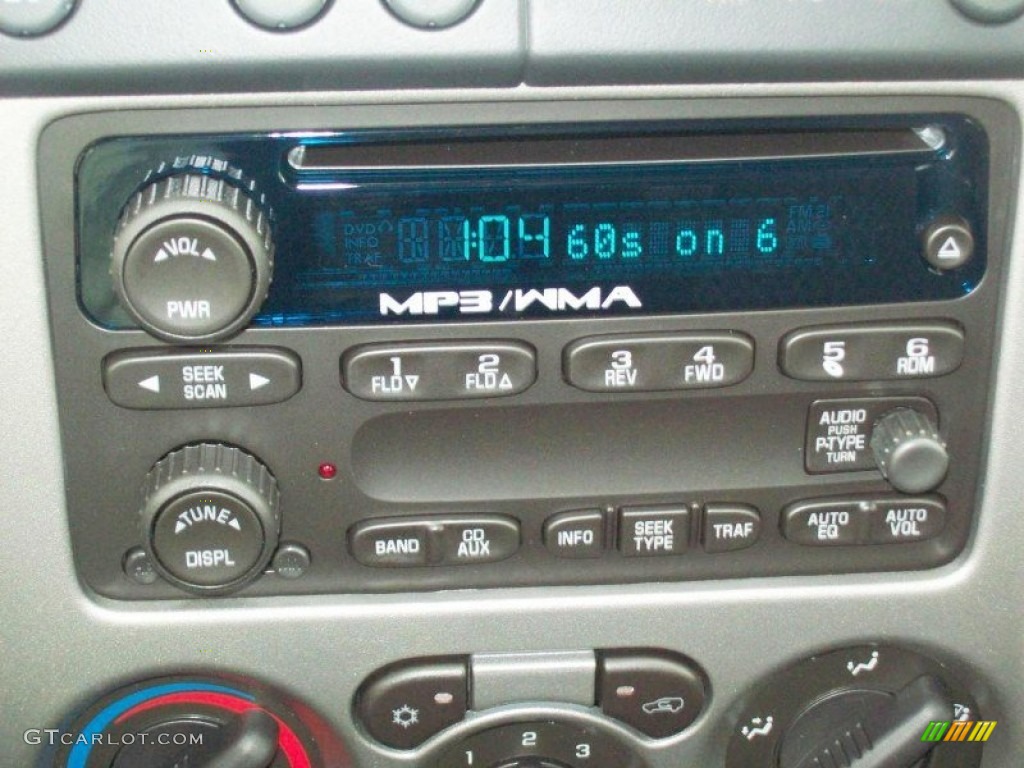 DVD
INFO
TRAF
1:04 60s on 6
MP3/WMA
VOL
PWR
SEEK
SCAN
1
FLD
2
FLD
3
REV
4
FWD
5
6
RDM
AUDIO
PUSH
P-TYPE
TURN
TUNE
DISPL
BAND
CD
AUX
INFO
SEEK
TYPE
TRAF
AUTO
EQ
AUTO
VOL
1 2 3
GTCARLOT.COM